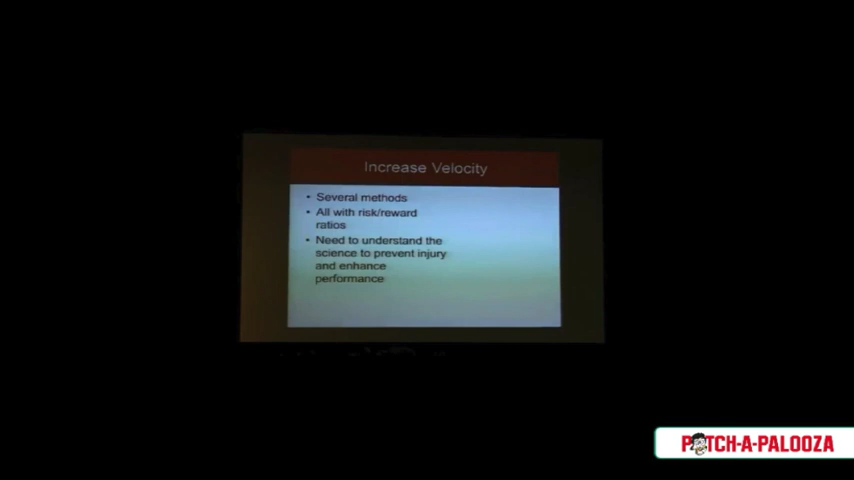 Increase Velocity
• Several methods
• All with risk/reward
ratios
• Need to understand the
science to prevent injury
and enhance
performance
PITCH-A-PALOOZA